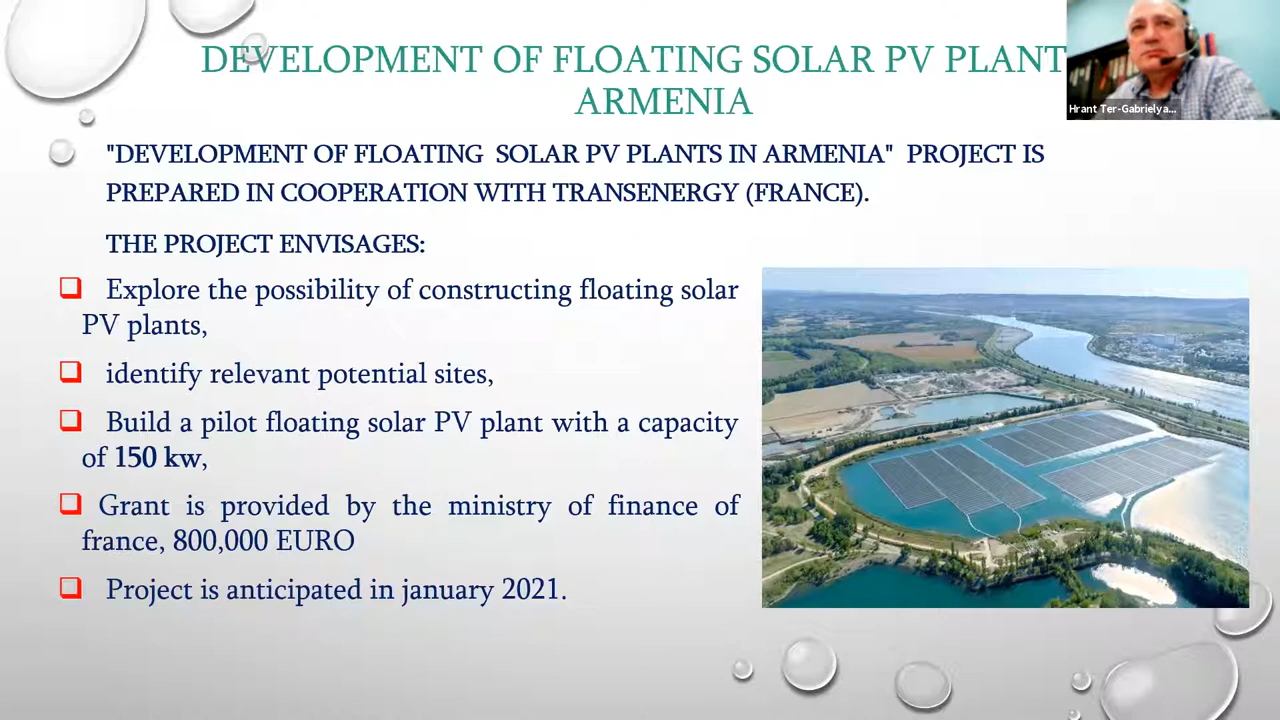 DEVELOPMENT OF FLOATING SOLAR PV PLANT
ARMENIA
Hrant Ter-Gabrielya...
"DEVELOPMENT OF FLOATING SOLAR PV PLANTS IN ARMENIA" PROJECT IS
PREPARED IN COOPERATION WITH TRANSENERGY (FRANCE).
THE PROJECT ENVISAGES:
Explore the possibility of constructing floating solar
PV plants,
identify relevant potential sites,
Build a pilot floating solar PV plant with a capacity
of 150 kw,
Grant is provided by the ministry of finance of
france, 800,000 EURO
Project is anticipated in january 2021.